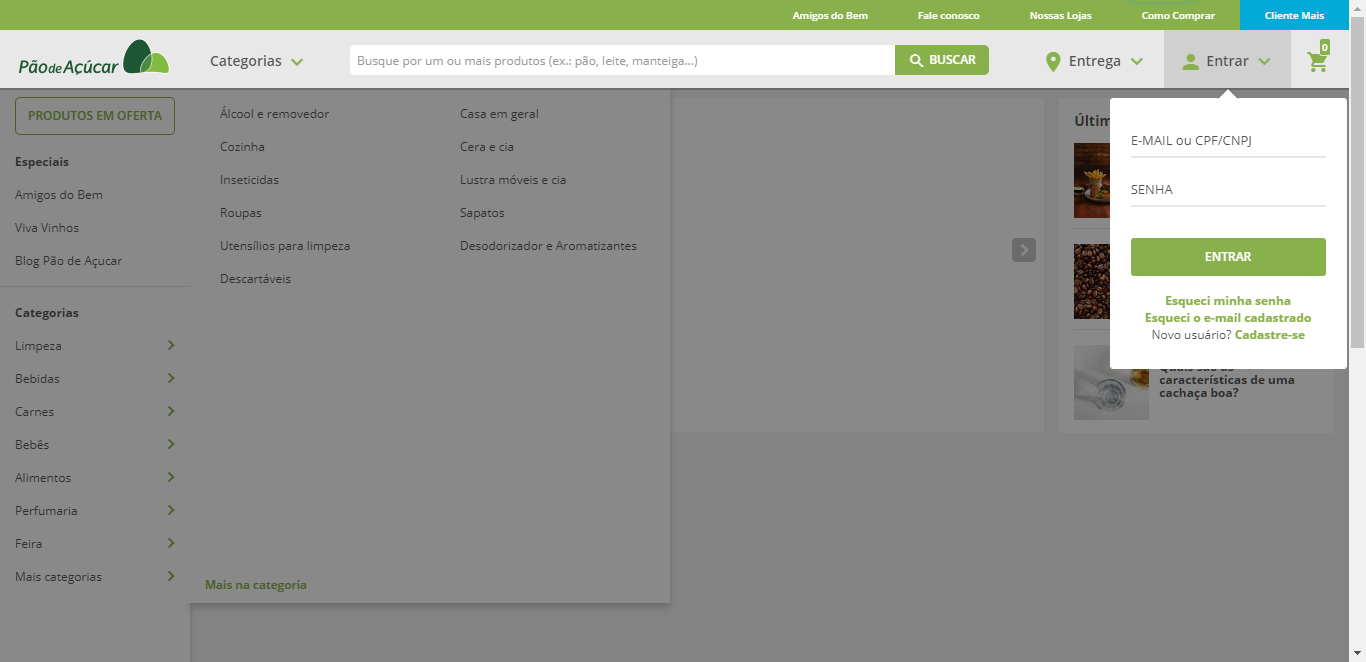 Amigos do Bem
Fale conosco
Nossas Lojas
Como Comprar
Cliente Mais
Pão de Açúcar
Categorias
Busque por um ou mais produtos (ex.: pão, leite, manteiga...)
BUSCAR
Entrega
Entrar
0
PRODUTOS EM OFERTA
Especiais
Amigos do Bem
Viva Vinhos
Blog Pão de Açucar
Categorias
Limpeza
Bebidas
Carnes
Bebês
Alimentos
Perfumaria
Feira
Mais categorias
Álcool e removedor
Cozinha
Inseticidas
Roupas
Utensílios para limpeza
Descartáveis
Casa em geral
Cera e cia
Lustra móveis e cia
Sapatos
Desodorizador e Aromatizantes
Mais na categoria
E-MAIL ou CPF/CNPJ
SENHA
ENTRAR
Esqueci minha senha
Esqueci o e-mail cadastrado
Novo usuário? Cadastre-se
Quais são as
características de uma
cachaça boa?